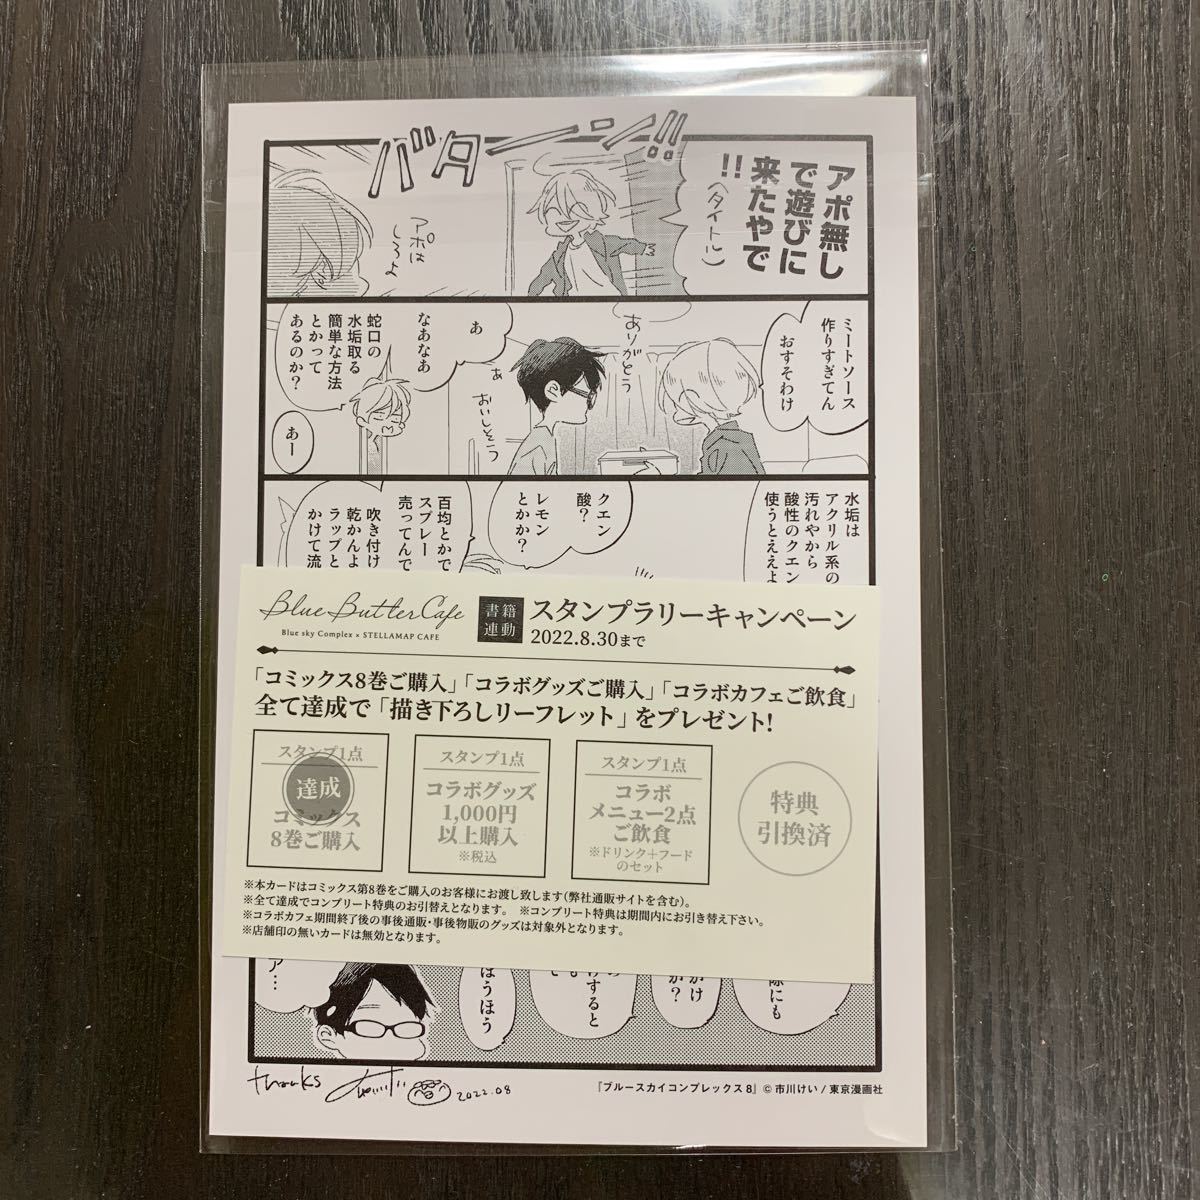 バターン!!
アポ無し
で遊びに
来たやで
!!
(タイトル)
アポは
しろよ
ミートソース
作りすぎてん
おすそわけ
ありがとう
ぁ
おいしそう
あ
なあなあ
蛇口の
水垢取る
簡単な方法
とかって
あるのか?
あー
水垢は
アクリル系の
汚れやから
酸性のクエン
使うとええよ
クエン
酸?
レモン
とかか?
百均とかで
スプレー
売ってんで
吹き付け
乾かんよ
ラップと
かけて流
Blue Butter Cafe
Blue sky Complex × STELLAMAP CAFE
書籍
連動
スタンプラリーキャンペーン
2022.8.30まで
「コミックス8巻ご購入」「コラボグッズご購入」「コラボカフェご飲食」
全て達成で「描き下ろしリーフレット」をプレゼント!
スタンプ1点
達成
コミックス
8巻ご購入
スタンプ1点
コラボグッズ
1,000円
以上購入
※税込
スタンプ1点
コラボ
メニュー2点
ご飲食
※ドリンク+フード
のセット
特典
引換済
※本カードはコミックス第8巻をご購入のお客様にお渡し致します(弊社通販サイトを含む)。
※全て達成でコンプリート特典のお引替えとなります。 ※コンプリート特典は期間内にお引き替え下さい。
※コラボカフェ期間終了後の事後通販・事後物販のグッズは対象外となります。
※店舗印の無いカードは無効となります。
際にも
がけ
か?
けすると
も
ほうほう
ア…
thanks
2022.08
『ブルースカイコンプレックス8』©市川けい/東京漫画社